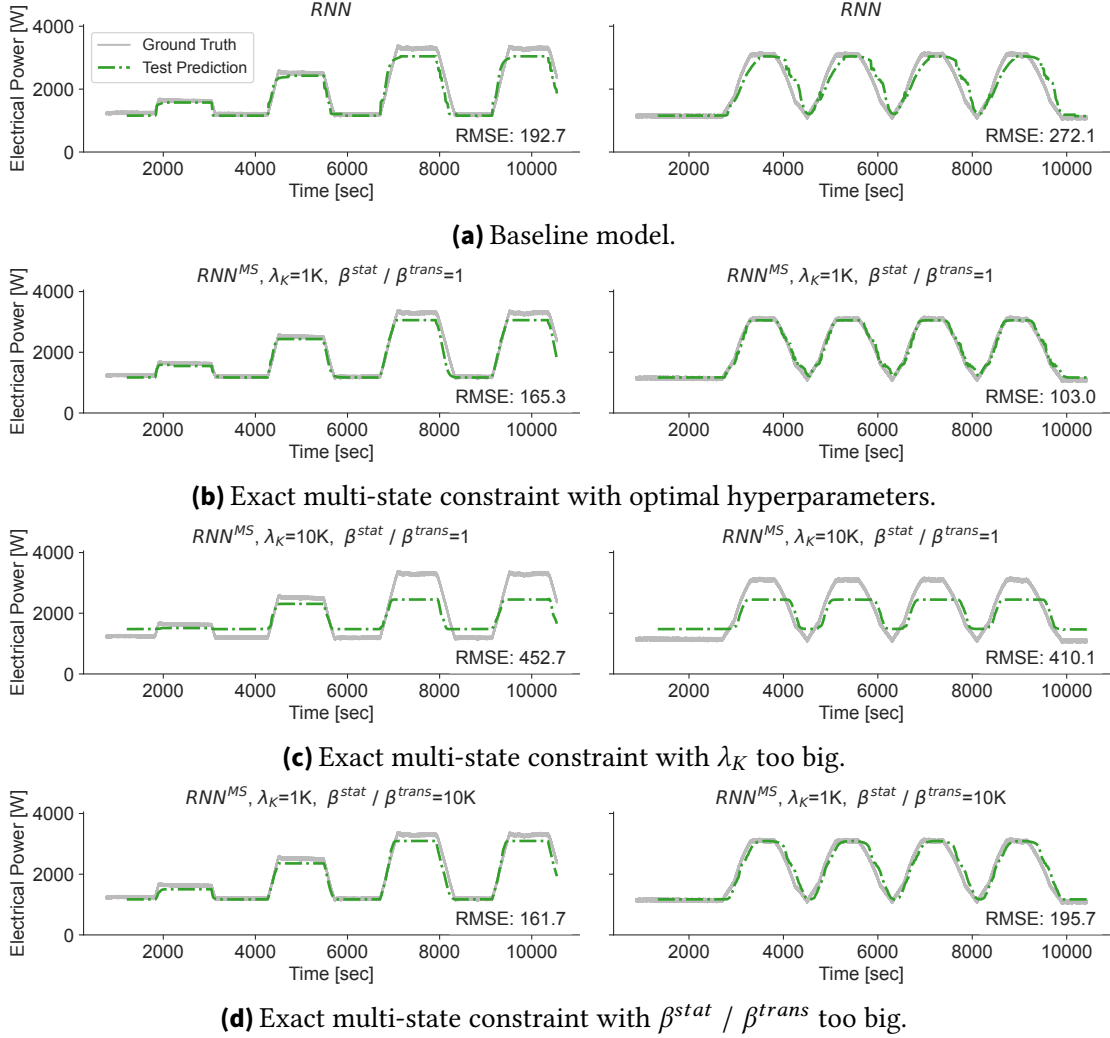 RNN
RNN
Electrical Power [W]
4000
2000
0
Ground Truth
Test Prediction
RMSE: 192.7
RMSE: 272.1
2000 4000 6000 8000 10000
2000 4000 6000 8000 10000
Time [sec]
Time [sec]
(a) Baseline model.
RNN^MS, λ_K=1K, β^stat / β^trans=1
RNN^MS, λ_K=1K, β^stat / β^trans=1
Electrical Power [W]
4000
2000
0
RMSE: 165.3
RMSE: 103.0
2000 4000 6000 8000 10000
2000 4000 6000 8000 10000
Time [sec]
Time [sec]
(b) Exact multi-state constraint with optimal hyperparameters.
RNN^MS, λ_K=10K, β^stat / β^trans=1
RNN^MS, λ_K=10K, β^stat / β^trans=1
Electrical Power [W]
4000
2000
0
RMSE: 452.7
RMSE: 410.1
2000 4000 6000 8000 10000
2000 4000 6000 8000 10000
Time [sec]
Time [sec]
(c) Exact multi-state constraint with λ_K too big.
RNN^MS, λ_K=1K, β^stat / β^trans=10K
RNN^MS, λ_K=1K, β^stat / β^trans=10K
Electrical Power [W]
4000
2000
0
RMSE: 161.7
RMSE: 195.7
2000 4000 6000 8000 10000
2000 4000 6000 8000 10000
Time [sec]
Time [sec]
(d) Exact multi-state constraint with β^stat / β^trans too big.